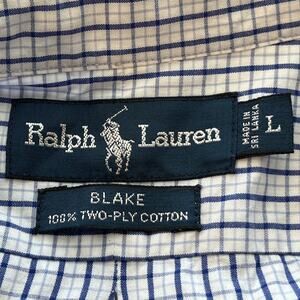 Ralph Lauren
MADE IN
SRI LANKA
L
BLAKE
100% TWO-PLY COTTON